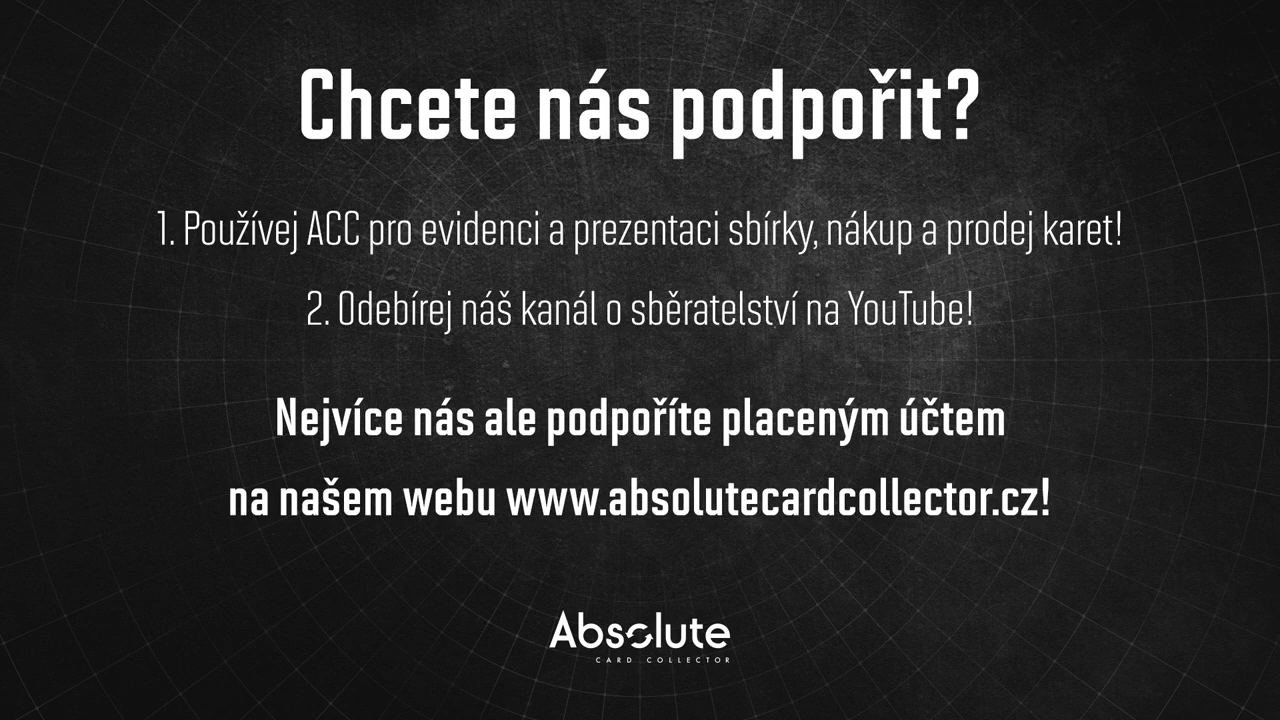 Chcete nás podpořit?
1. Používej ACC pro evidenci a prezentaci sbírky, nákup a prodej karet!
2. Odebírej náš kanál o sběratelství na YouTube!
Nejvíce nás ale podpoříte placeným účtem
na našem webu www.absolutecardcollector.cz!
Absolute
CARD COLLECTOR